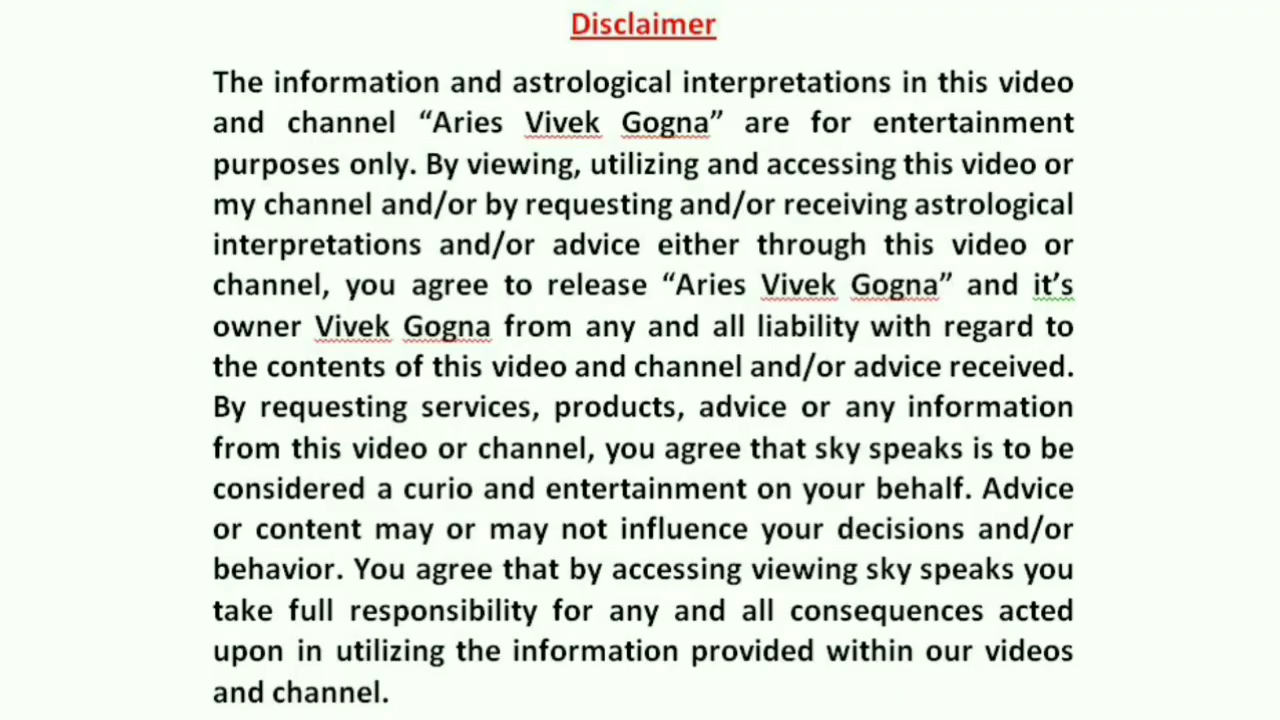 Disclaimer
The information and astrological interpretations in this video
and channel “Aries Vivek Gogna” are for entertainment
purposes only. By viewing, utilizing and accessing this video or
my channel and/or by requesting and/or receiving astrological
interpretations and/or advice either through this video or
channel, you agree to release “Aries Vivek Gogna” and it’s
owner Vivek Gogna from any and all liability with regard to
the contents of this video and channel and/or advice received.
By requesting services, products, advice or any information
from this video or channel, you agree that sky speaks is to be
considered a curio and entertainment on your behalf. Advice
or content may or may not influence your decisions and/or
behavior. You agree that by accessing viewing sky speaks you
take full responsibility for any and all consequences acted
upon in utilizing the information provided within our videos
and channel.